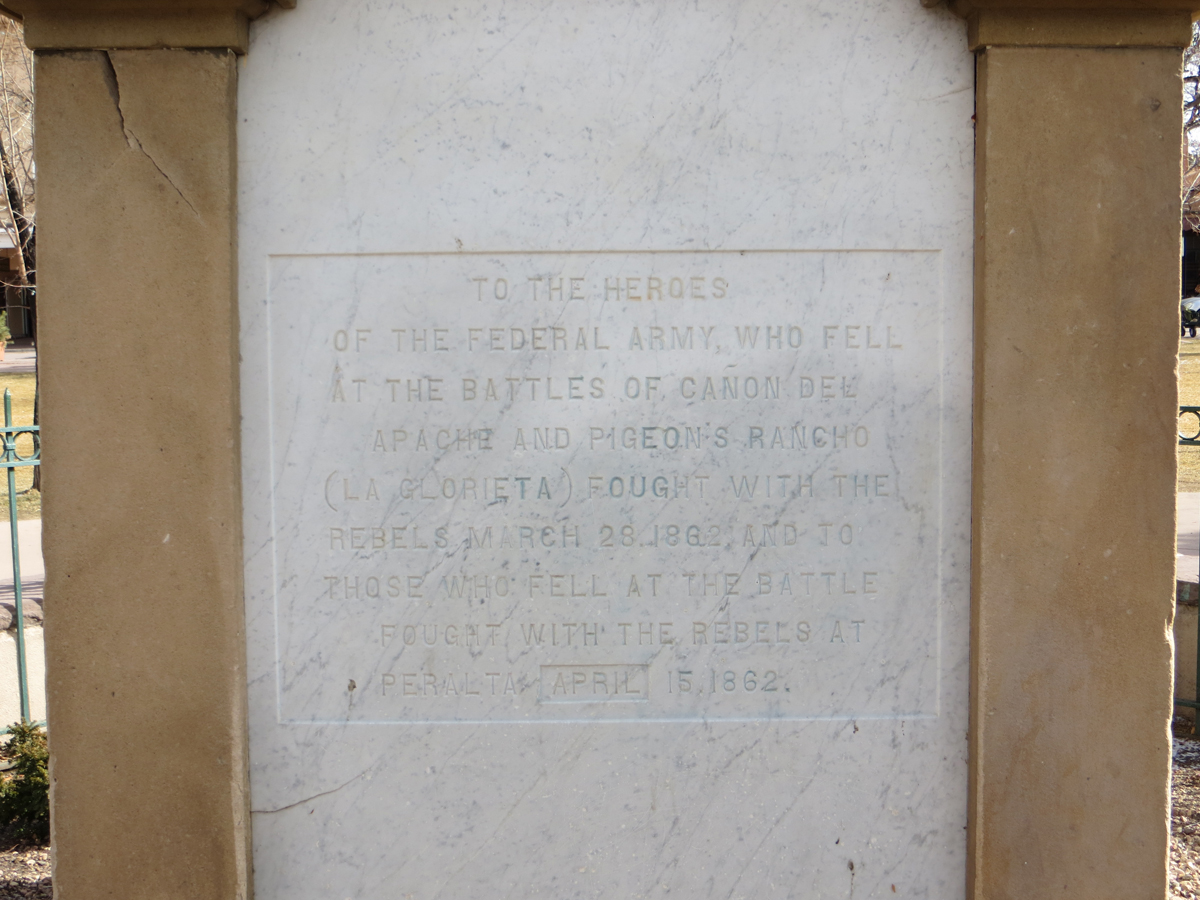 TO THE HEROES
OF THE FEDERAL ARMY, WHO FELL
AT THE BATTLES OF CAÑON DEL
APACHE AND PIGEON'S RANCHO
(LA GLORIETA) FOUGHT WITH THE
REBELS MARCH 28, 1862, AND TO
THOSE WHO FELL AT THE BATTLE
FOUGHT WITH THE REBELS AT
PERALTA APRIL 15, 1862.